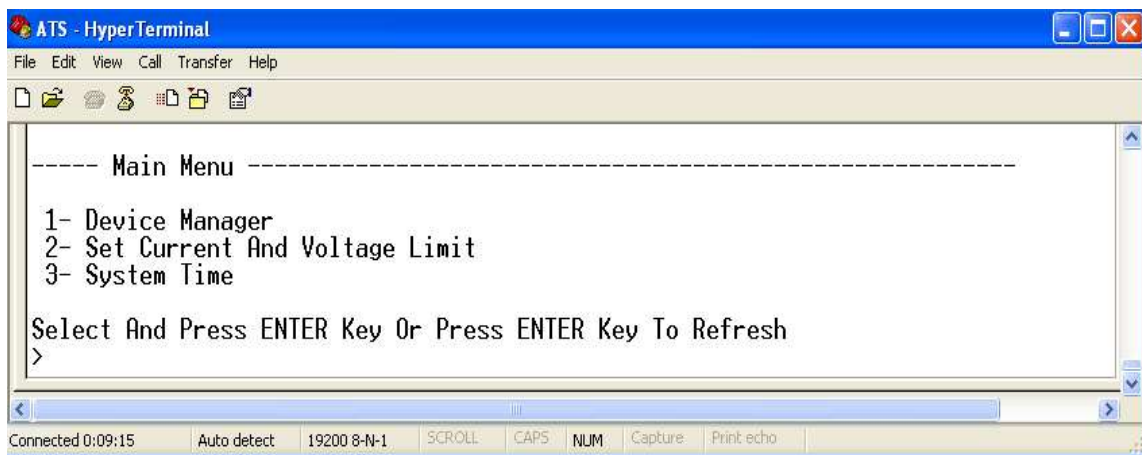 ATS - HyperTerminal
File Edit View Call Transfer Help
----- Main Menu ---------------------------------------------------------
1- Device Manager
2- Set Current And Voltage Limit
3- System Time
Select And Press ENTER Key Or Press ENTER Key To Refresh
>
Connected 0:09:15 Auto detect 19200 8-N-1 SCROLL CAPS NUM Capture Print echo